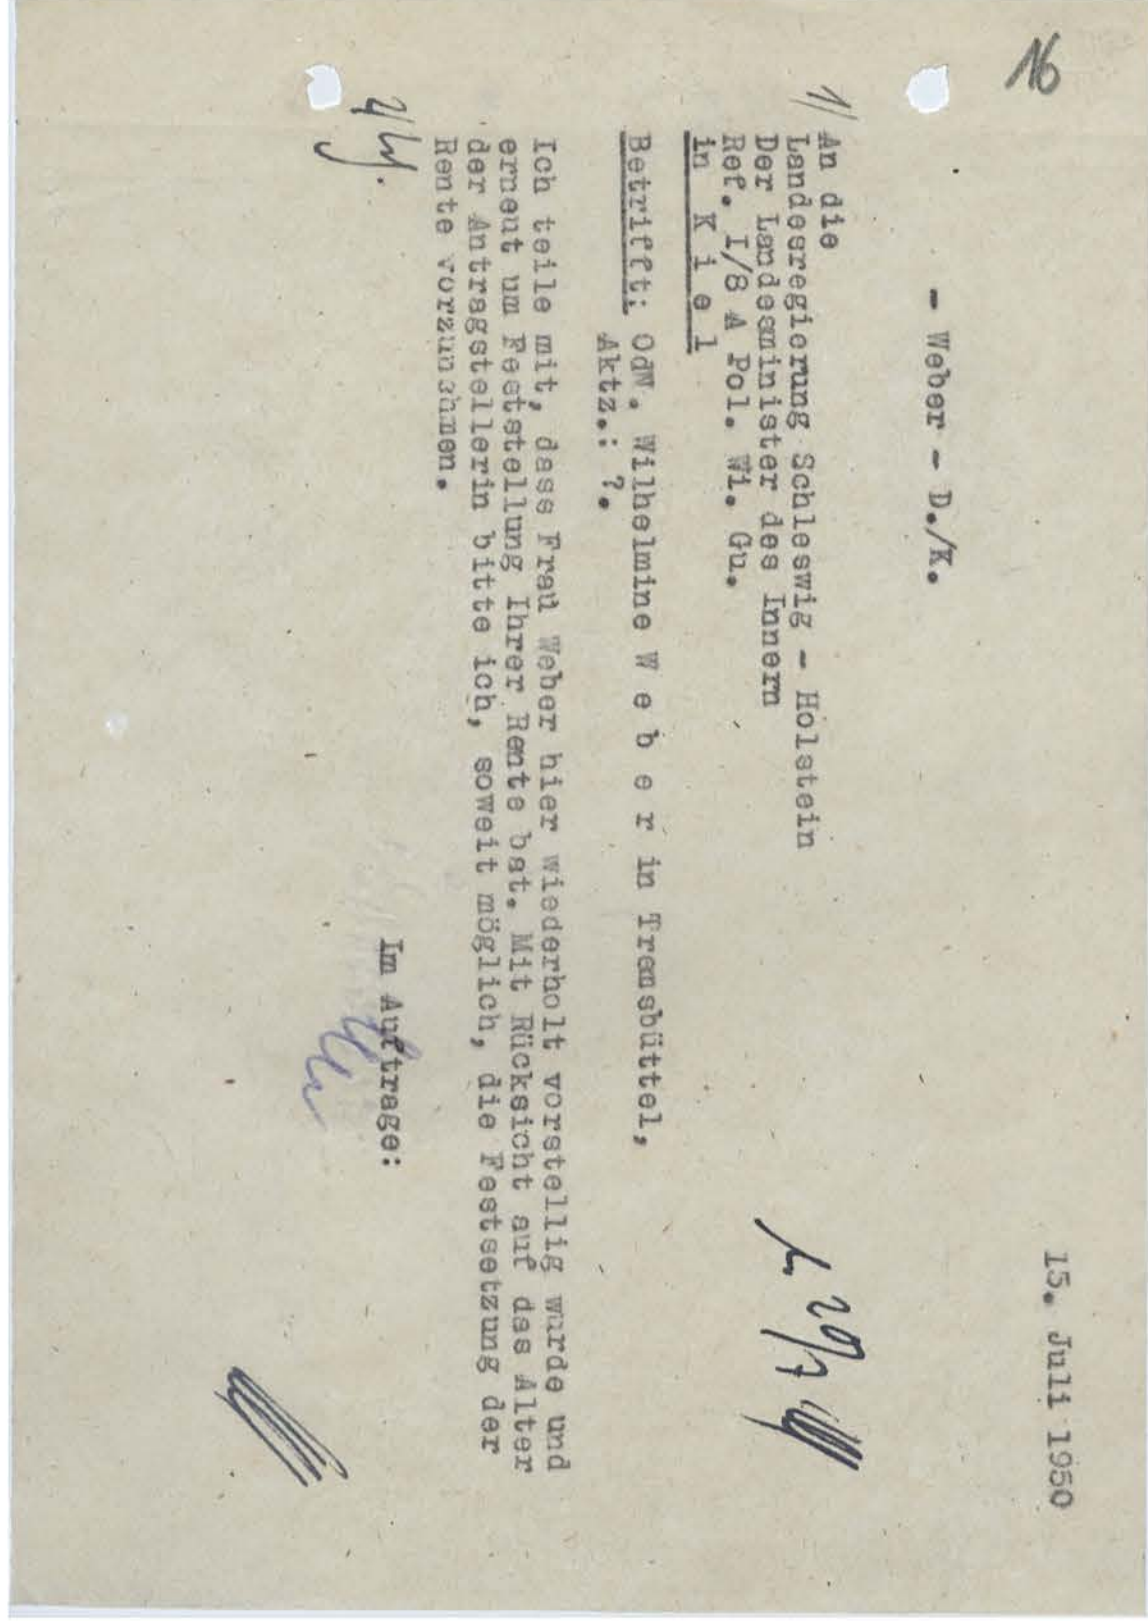 16
15. Juli 1950
- Weber - D./K.
1/ An die
Landesregierung Schleswig - Holstein
Der Landesminister des Innern
Ref. I/8 A Pol. Wi. Gu.
in K i e l
Betrifft: OdN. Wilhelmine W e b e r in Tremsbüttel,
Aktz.: ?.
Ich teile mit, dass Frau Weber hier wiederholt vorstellig wurde und
erneut um Feststellung Ihrer Rente bat. Mit Rücksicht auf das Alter
der Antragstellerin bitte ich, soweit möglich, die Festsetzung der
Rente vorzunehmen.
Im Auftrage: